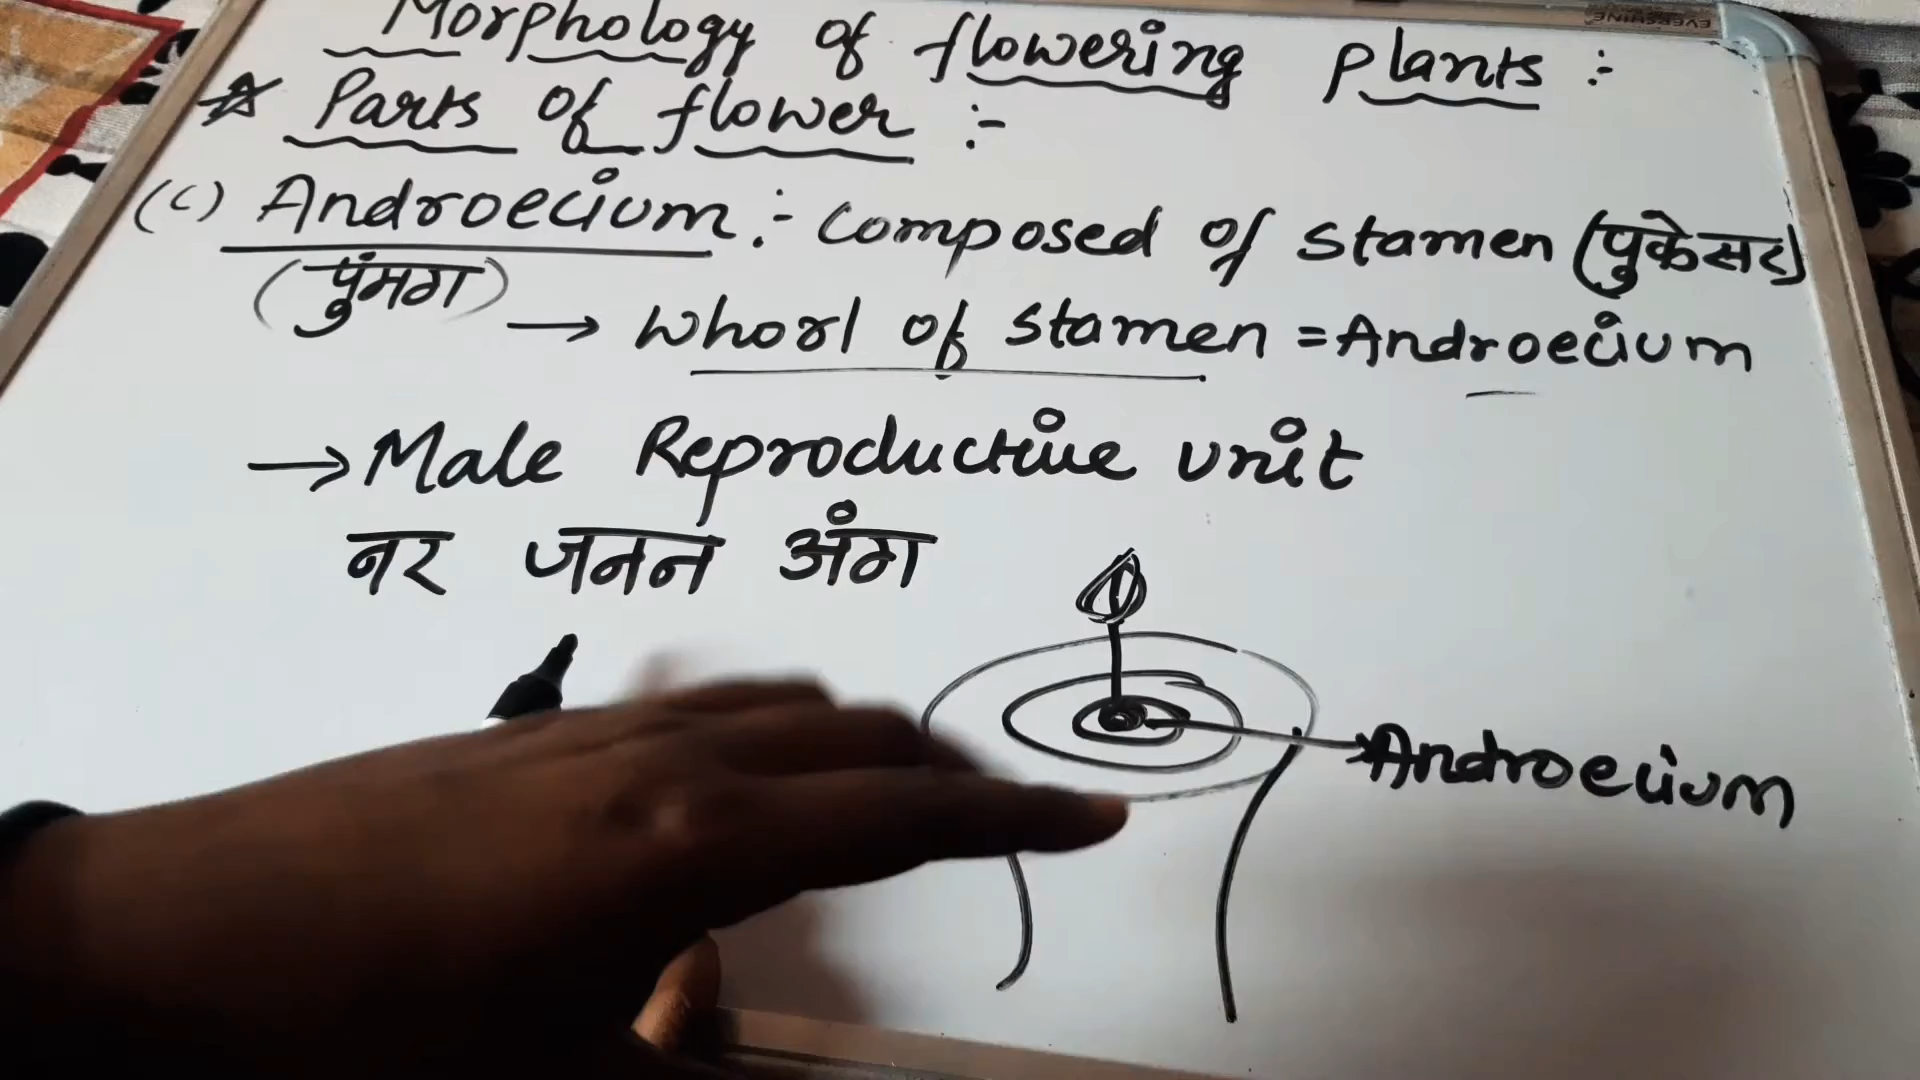 Morphology of flowering plants :-
☆ Parts of flower :-
(C) Androecium :- Composed of stamen (पुकेसर)
(पुंमग)
→ Whorl of stamen = Androecium
→ Male Reproductive unit
नर जनन अंग
Androecium
EVERSHINE